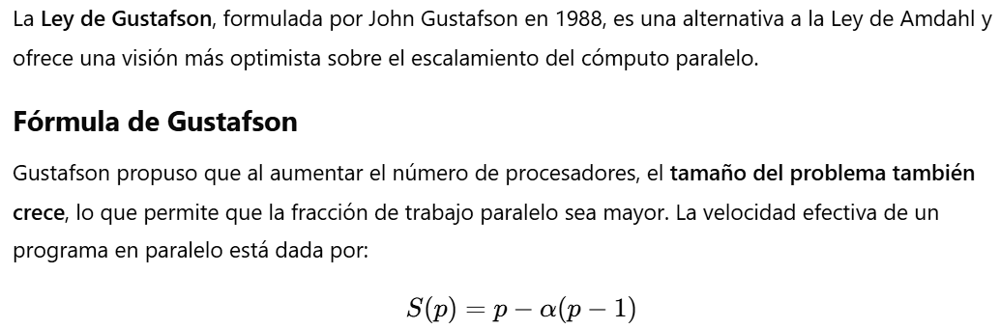 La Ley de Gustafson, formulada por John Gustafson en 1988, es una alternativa a la Ley de Amdahl y
ofrece una visión más optimista sobre el escalamiento del cómputo paralelo.
Fórmula de Gustafson
Gustafson propuso que al aumentar el número de procesadores, el tamaño del problema también
crece, lo que permite que la fracción de trabajo paralelo sea mayor. La velocidad efectiva de un
programa en paralelo está dada por:
S(p) = p − α(p − 1)